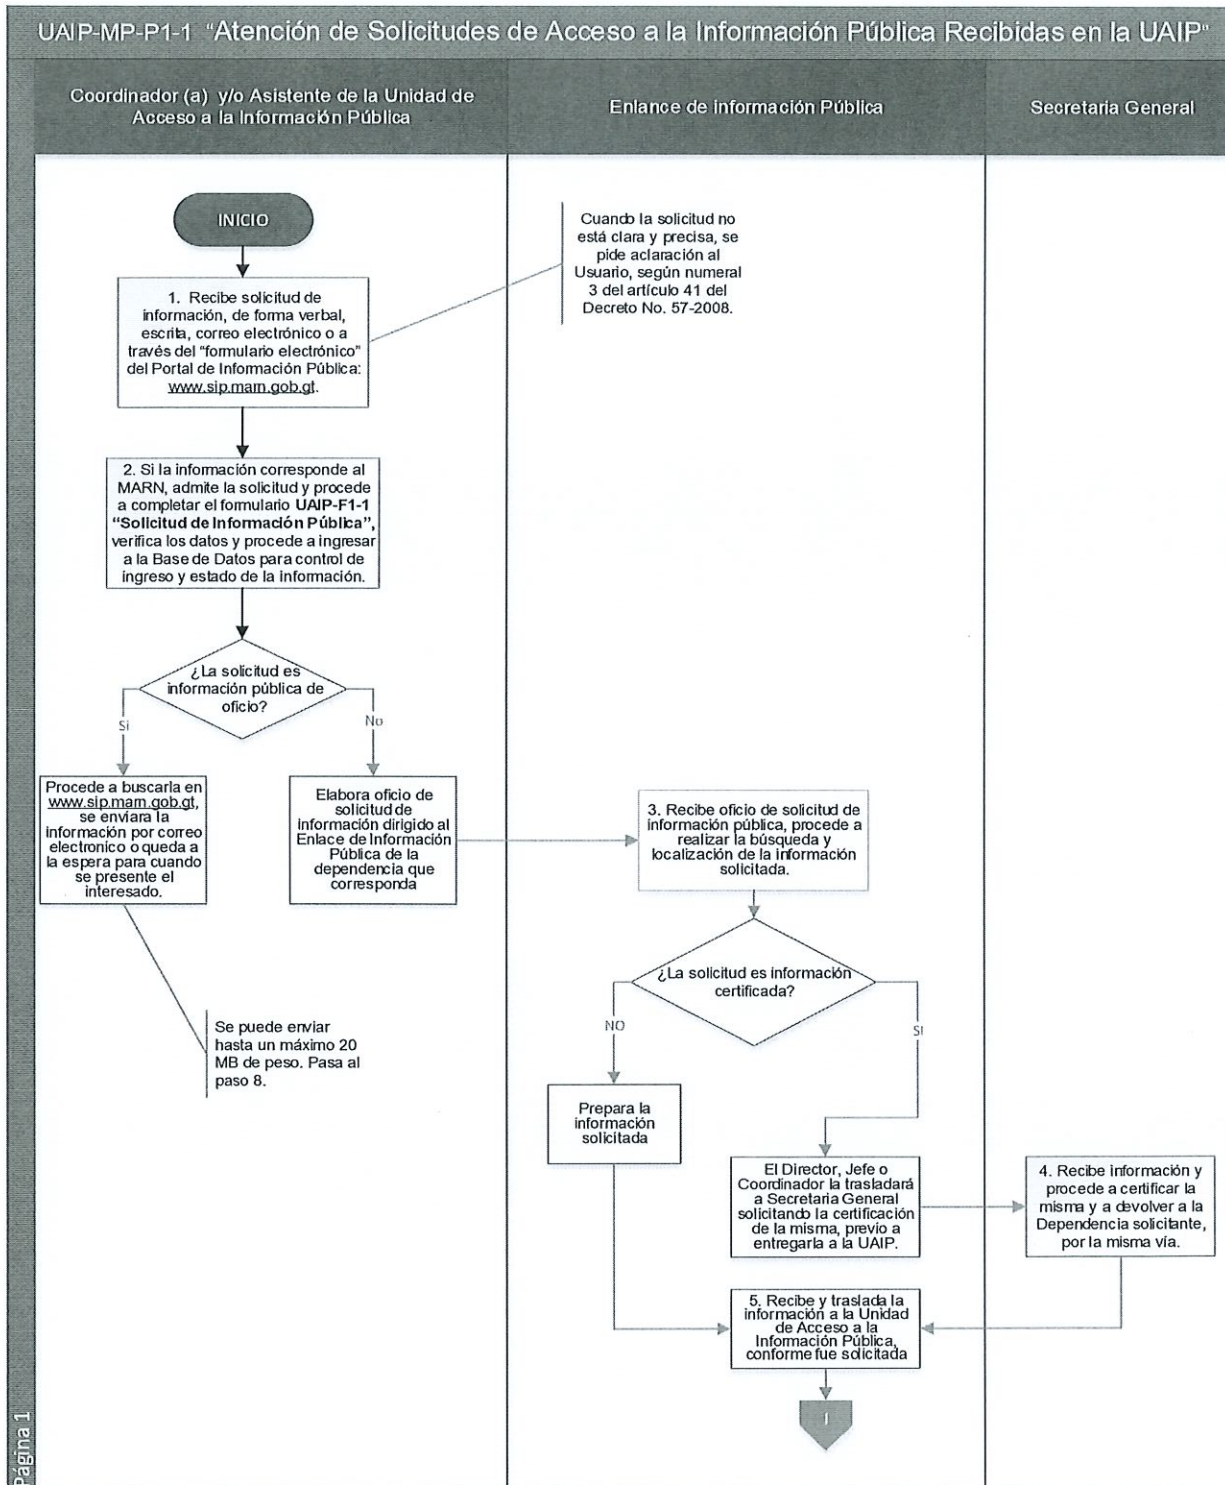 UAIP-MP-P1-1 "Atención de Solicitudes de Acceso a la Información Pública Recibidas en la UAIP"
Coordinador (a) y/o Asistente de la Unidad de
Acceso a la Información Pública
Enlance de información Pública
Secretaria General
INICIO
Cuando la solicitud no
está clara y precisa, se
pide aclaración al
Usuario, según numeral
3 del artículo 41 del
Decreto No. 57-2008.
1. Recibe solicitud de
información, de forma verbal,
escrita, correo electrónico o a
través del "formulario electrónico"
del Portal de Información Pública:
www.sip.marn.gob.gt.
2. Si la información corresponde al
MARN, admite la solicitud y procede
a completar el formulario UAIP-F1-1
"Solicitud de Información Pública",
verifica los datos y procede a ingresar
a la Base de Datos para control de
ingreso y estado de la información.
¿La solicitud es
información pública de
oficio?
Si
No
Procede a buscarla en
www.sip.marn.gob.gt,
se enviara la
información por correo
electronico o queda a
la espera para cuando
se presente el
interesado.
Elabora oficio de
solicitud de
información dirigido al
Enlace de Información
Pública de la
dependencia que
corresponda
3. Recibe oficio de solicitud de
información pública, procede a
realizar la búsqueda y
localización de la información
solicitada.
¿La solicitud es información
certificada?
NO
SI
Se puede enviar
hasta un máximo 20
MB de peso. Pasa al
paso 8.
Prepara la
información
solicitada
El Director, Jefe o
Coordinador la trasladará
a Secretaria General
solicitando la certificación
de la misma, previo a
entregarla a la UAIP.
4. Recibe información y
procede a certificar la
misma y a devolver a la
Dependencia solicitante,
por la misma vía.
5. Recibe y traslada la
información a la Unidad
de Acceso a la
Información Pública,
conforme fue solicitada
Página 1